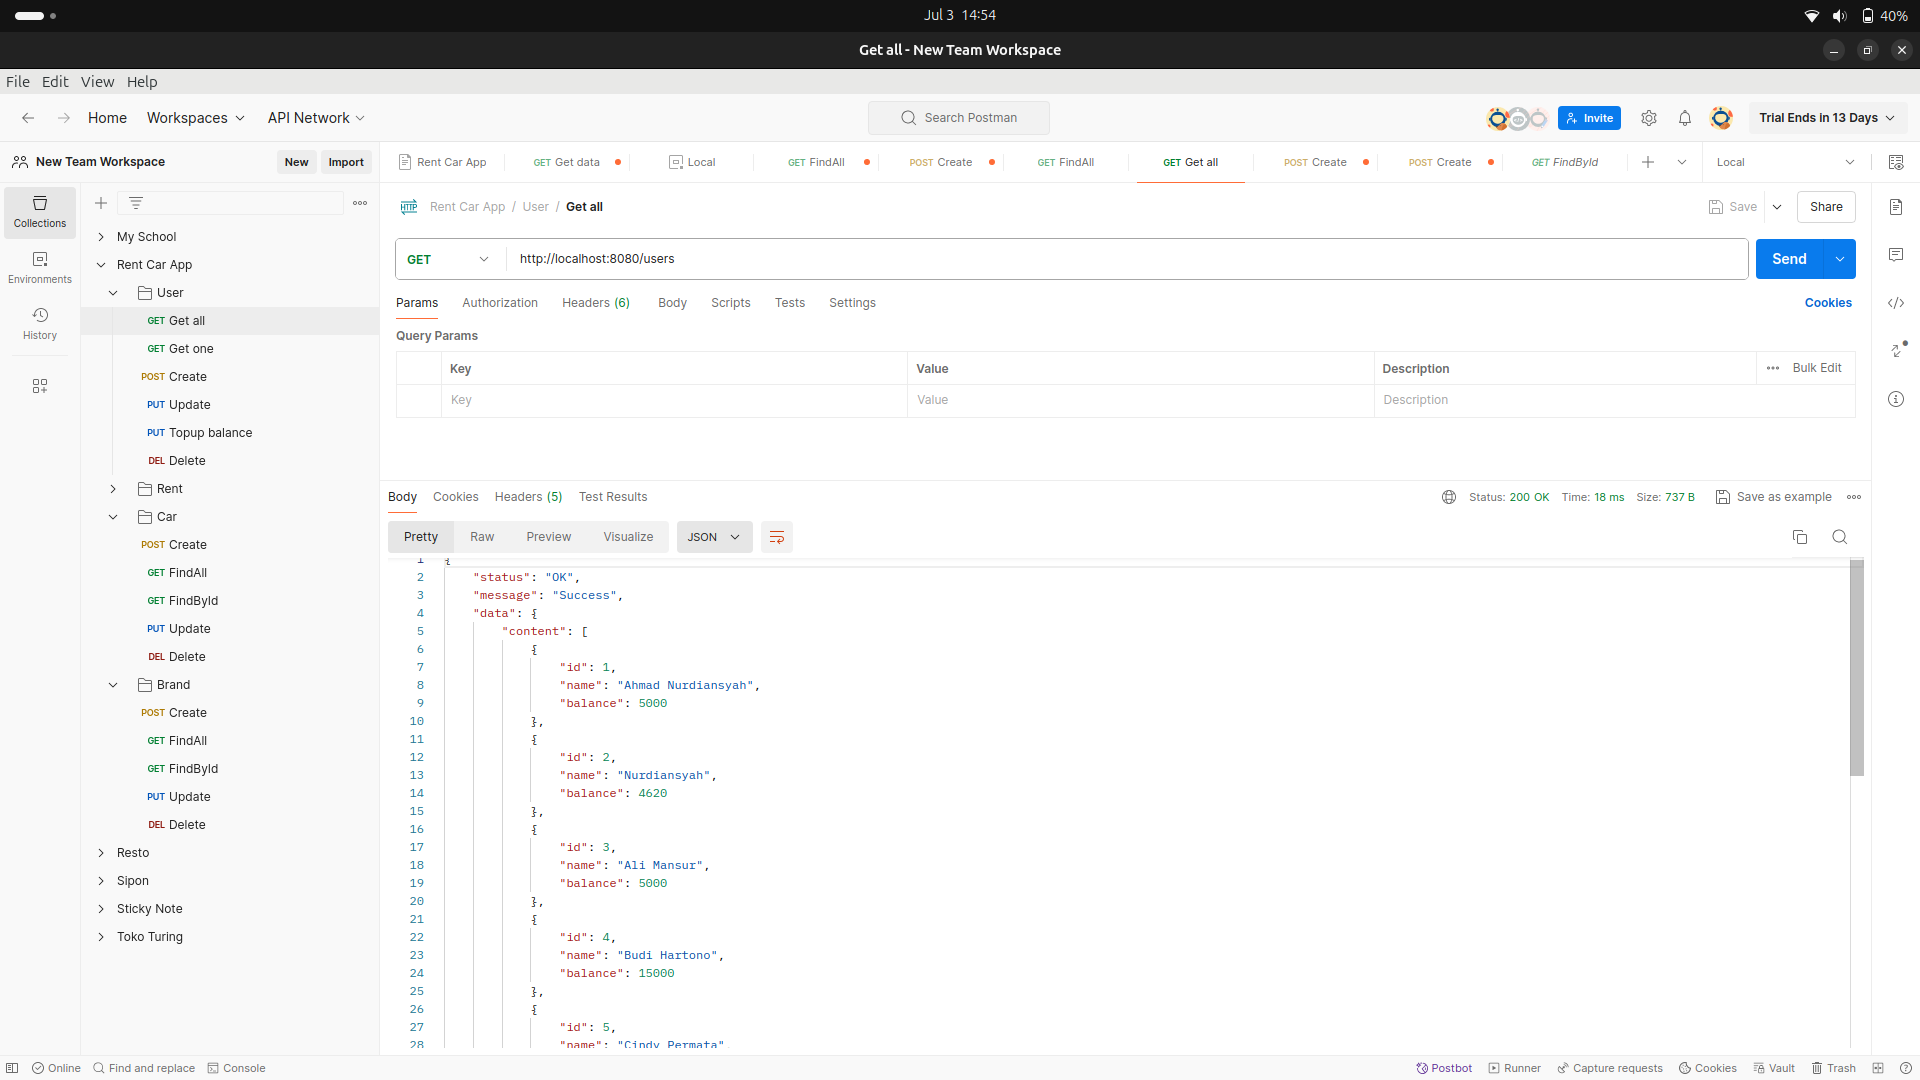 Jul 3 14:54
40%
Get all - New Team Workspace
File Edit View Help
Home Workspaces API Network
Search Postman
Invite
Trial Ends in 13 Days
New Team Workspace
New Import
Rent Car App
GET Get data
Local
GET FindAll
POST Create
GET FindAll
GET Get all
POST Create
POST Create
GET FindById
Local
Collections
Environments
History
My School
Rent Car App
User
GET Get all
GET Get one
POST Create
PUT Update
PUT Topup balance
DEL Delete
Rent
Car
POST Create
GET FindAll
GET FindById
PUT Update
DEL Delete
Brand
POST Create
GET FindAll
GET FindById
PUT Update
DEL Delete
Resto
Sipon
Sticky Note
Toko Turing
HTTP Rent Car App / User / Get all
Save Share
GET http://localhost:8080/users
Send
Params Authorization Headers (6) Body Scripts Tests Settings
Cookies
Query Params
Key Value Description Bulk Edit
Key Value Description
Body Cookies Headers (5) Test Results
Status: 200 OK Time: 18 ms Size: 737 B Save as example
Pretty Raw Preview Visualize JSON
1 {
2 "status": "OK",
3 "message": "Success",
4 "data": {
5 "content": [
6 {
7 "id": 1,
8 "name": "Ahmad Nurdiansyah",
9 "balance": 5000
10 },
11 {
12 "id": 2,
13 "name": "Nurdiansyah",
14 "balance": 4620
15 },
16 {
17 "id": 3,
18 "name": "Ali Mansur",
19 "balance": 5000
20 },
21 {
22 "id": 4,
23 "name": "Budi Hartono",
24 "balance": 15000
25 },
26 {
27 "id": 5,
28 "name": "Cindy Permata",
Online Find and replace Console
Postbot Runner Capture requests Cookies Vault Trash